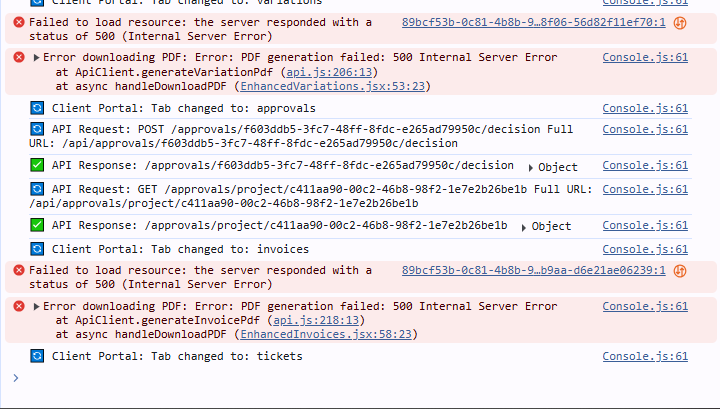 Client Portal: Tab changed to: variations Console.js:61
Failed to load resource: the server responded with a 89bcf53b-0c81-4b8b-9…8f06-56d82f11ef70:1
status of 500 (Internal Server Error)
Error downloading PDF: Error: PDF generation failed: 500 Internal Server Error Console.js:61
at ApiClient.generateVariationPdf (api.js:206:13)
at async handleDownloadPDF (EnhancedVariations.jsx:53:23)
Client Portal: Tab changed to: approvals Console.js:61
API Request: POST /approvals/f603ddb5-3fc7-48ff-8fdc-e265ad79950c/decision Full Console.js:61
URL: /api/approvals/f603ddb5-3fc7-48ff-8fdc-e265ad79950c/decision
API Response: /approvals/f603ddb5-3fc7-48ff-8fdc-e265ad79950c/decision Object Console.js:61
API Request: GET /approvals/project/c411aa90-00c2-46b8-98f2-1e7e2b26be1b Full URL: Console.js:61
/api/approvals/project/c411aa90-00c2-46b8-98f2-1e7e2b26be1b
API Response: /approvals/project/c411aa90-00c2-46b8-98f2-1e7e2b26be1b Object Console.js:61
Client Portal: Tab changed to: invoices Console.js:61
Failed to load resource: the server responded with a 89bcf53b-0c81-4b8b-9…b9aa-d6e21ae06239:1
status of 500 (Internal Server Error)
Error downloading PDF: Error: PDF generation failed: 500 Internal Server Error Console.js:61
at ApiClient.generateInvoicePdf (api.js:218:13)
at async handleDownloadPDF (EnhancedInvoices.jsx:58:23)
Client Portal: Tab changed to: tickets Console.js:61